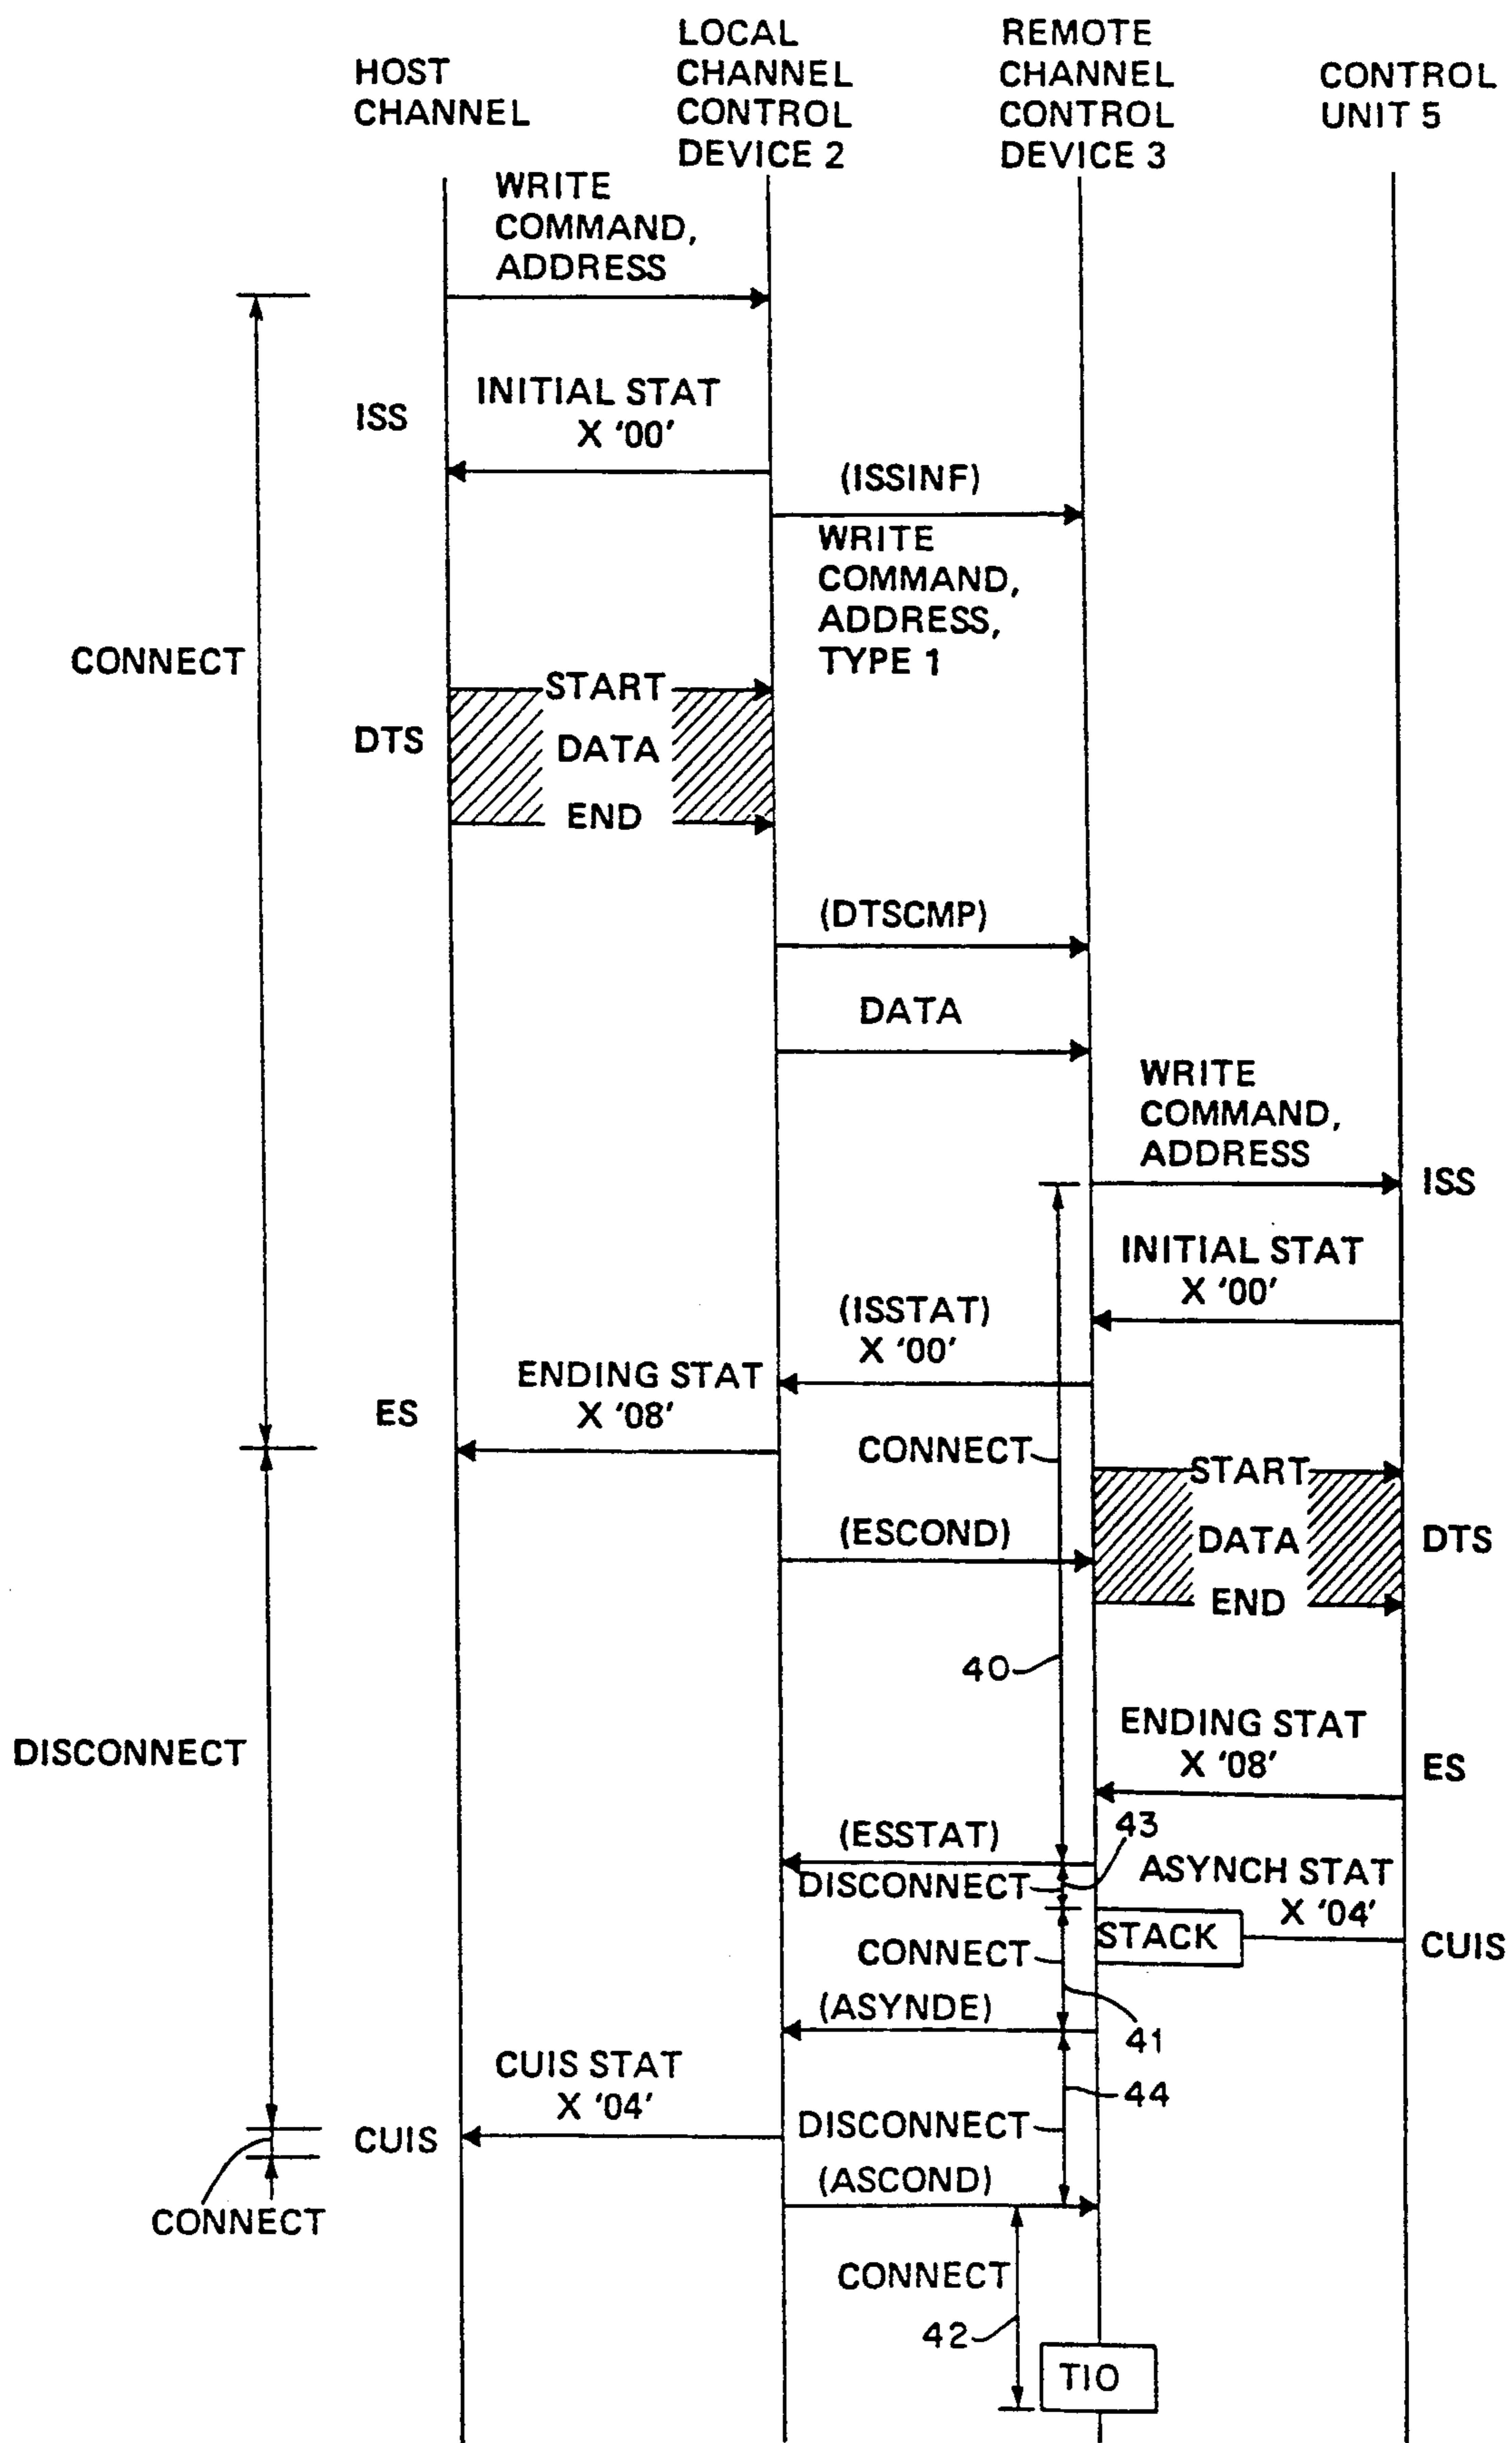 HOST
CHANNEL
LOCAL
CHANNEL
CONTROL
DEVICE 2
REMOTE
CHANNEL
CONTROL
DEVICE 3
CONTROL
UNIT 5
WRITE
COMMAND,
ADDRESS
INITIAL STAT
X '00'
ISS
(ISSINF)
WRITE
COMMAND,
ADDRESS,
TYPE 1
CONNECT
START
DTS
DATA
END
(DTSCMP)
DATA
WRITE
COMMAND,
ADDRESS
ISS
INITIAL STAT
X '00'
(ISSTAT)
X '00'
ENDING STAT
X '08'
ES
CONNECT
START
(ESCOND)
DATA
DTS
END
40
ENDING STAT
X '08'
ES
DISCONNECT
(ESSTAT)
43
DISCONNECT
ASYNCH STAT
X '04'
STACK
CUIS
CONNECT
(ASYNDE)
41
CUIS STAT
X '04'
44
DISCONNECT
CUIS
(ASCOND)
CONNECT
CONNECT
42
TIO